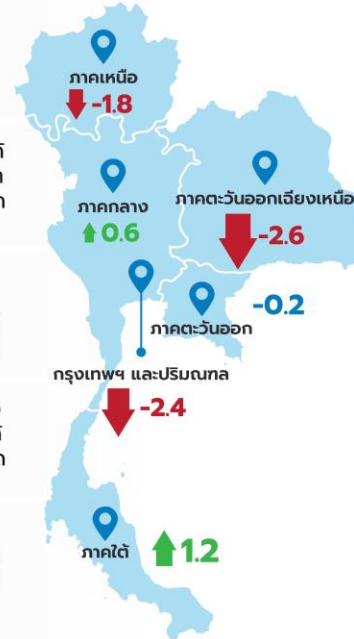 ภาคเหนือ
-1.8
ภาคกลาง
0.6
ภาคตะวันออกเฉียงเหนือ
-2.6
ภาคตะวันออก
-0.2
กรุงเทพฯ และปริมณฑล
-2.4
ภาคใต้
1.2